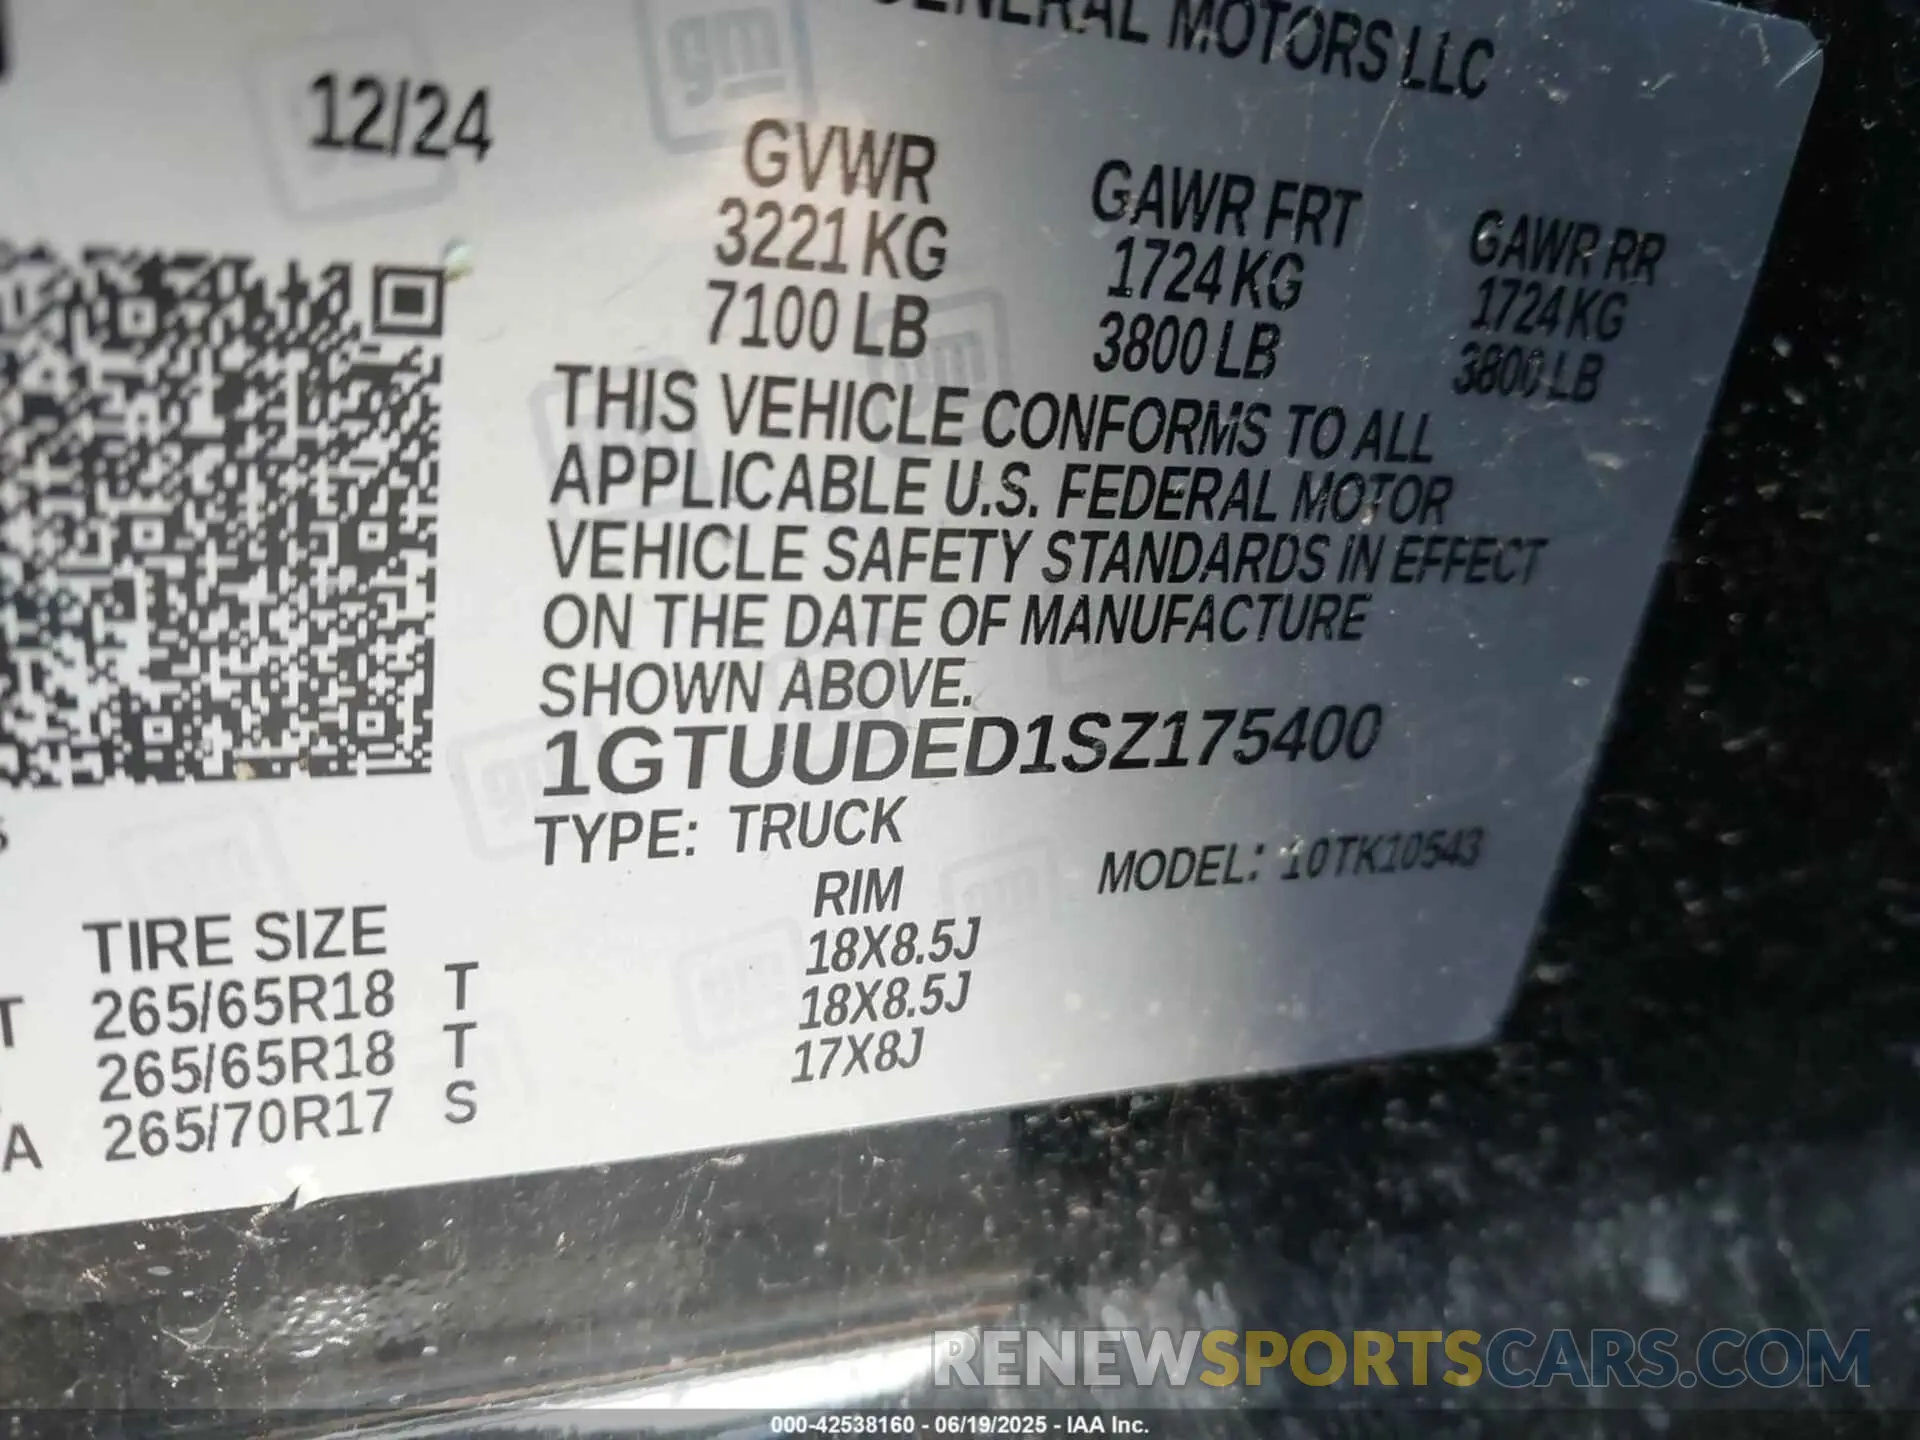 GENERAL MOTORS LLC
12/24
GVWR GAWR FRT GAWR RR
3221 KG 1724 KG 1724 KG
7100 LB 3800 LB 3800 LB
THIS VEHICLE CONFORMS TO ALL
APPLICABLE U.S. FEDERAL MOTOR
VEHICLE SAFETY STANDARDS IN EFFECT
ON THE DATE OF MANUFACTURE
SHOWN ABOVE.
1GTUUDED1SZ175400
TYPE: TRUCK MODEL: 10TK10543
TIRE SIZE RIM
T 265/65R18 T 18X8.5J
265/65R18 T 18X8.5J
A 265/70R17 S 17X8J
gm
RENEWSPORTSCARS.COM
000-42538160 - 06/19/2025 - IAA Inc.